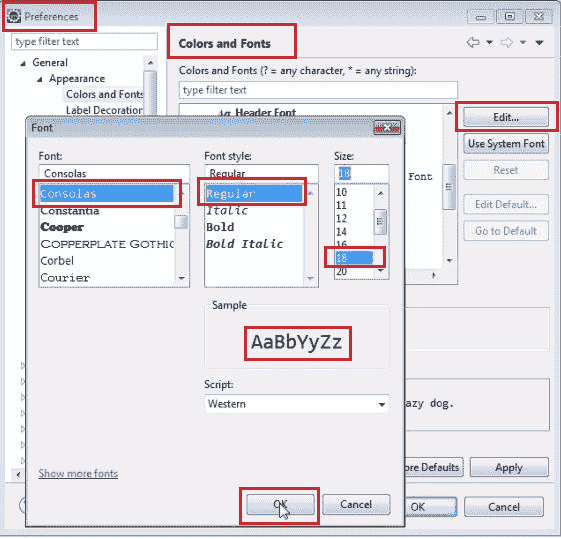 Preferences
type filter text
General
Appearance
Colors and Fonts
Label Decoration
Colors and Fonts
Colors and Fonts (? = any character, * = any string):
type filter text
Header Font
Edit...
Use System Font
Font
Reset
Edit Default...
Go to Default
Font
Font:
Consolas
Consolas
Constantia
Cooper
COPPERPLATE GOTHIC
Corbel
Courier
Font style:
Regular
Regular
Italic
Bold
Bold Italic
Size:
18
10
11
12
14
16
18
20
Sample
AaBbYyZz
Script:
Western
Show more fonts
OK
Cancel
azy dog.
ore Defaults
Apply
OK
Cancel